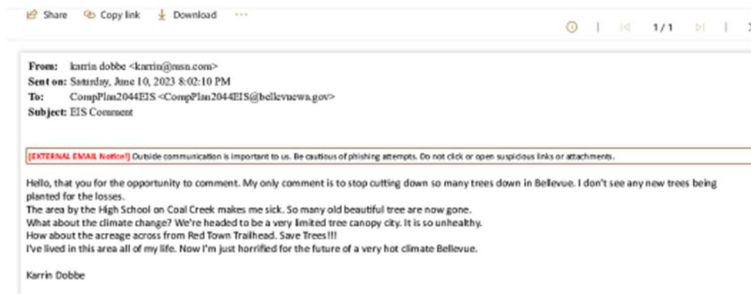 Share Copy link Download ...
1/1
From: karrin dobbe <karrin@msn.com>
Sent on: Saturday, June 10, 2023 8:02:10 PM
To: CompPlan2044EIS <CompPlan2044EIS@bellevuewa.gov>
Subject: EIS Comment
[EXTERNAL EMAIL Notice!] Outside communication is important to us. Be cautious of phishing attempts. Do not click or open suspicious links or attachments.
Hello, that you for the opportunity to comment. My only comment is to stop cutting down so many trees down in Bellevue. I don't see any new trees being
planted for the losses.
The area by the High School on Coal Creek makes me sick. So many old beautiful tree are now gone.
What about the climate change? We're headed to be a very limited tree canopy city. It is so unhealthy.
How about the acreage across from Red Town Trailhead. Save Trees!!!
I've lived in this area all of my life. Now I'm just horrified for the future of a very hot climate Bellevue.
Karrin Dobbe